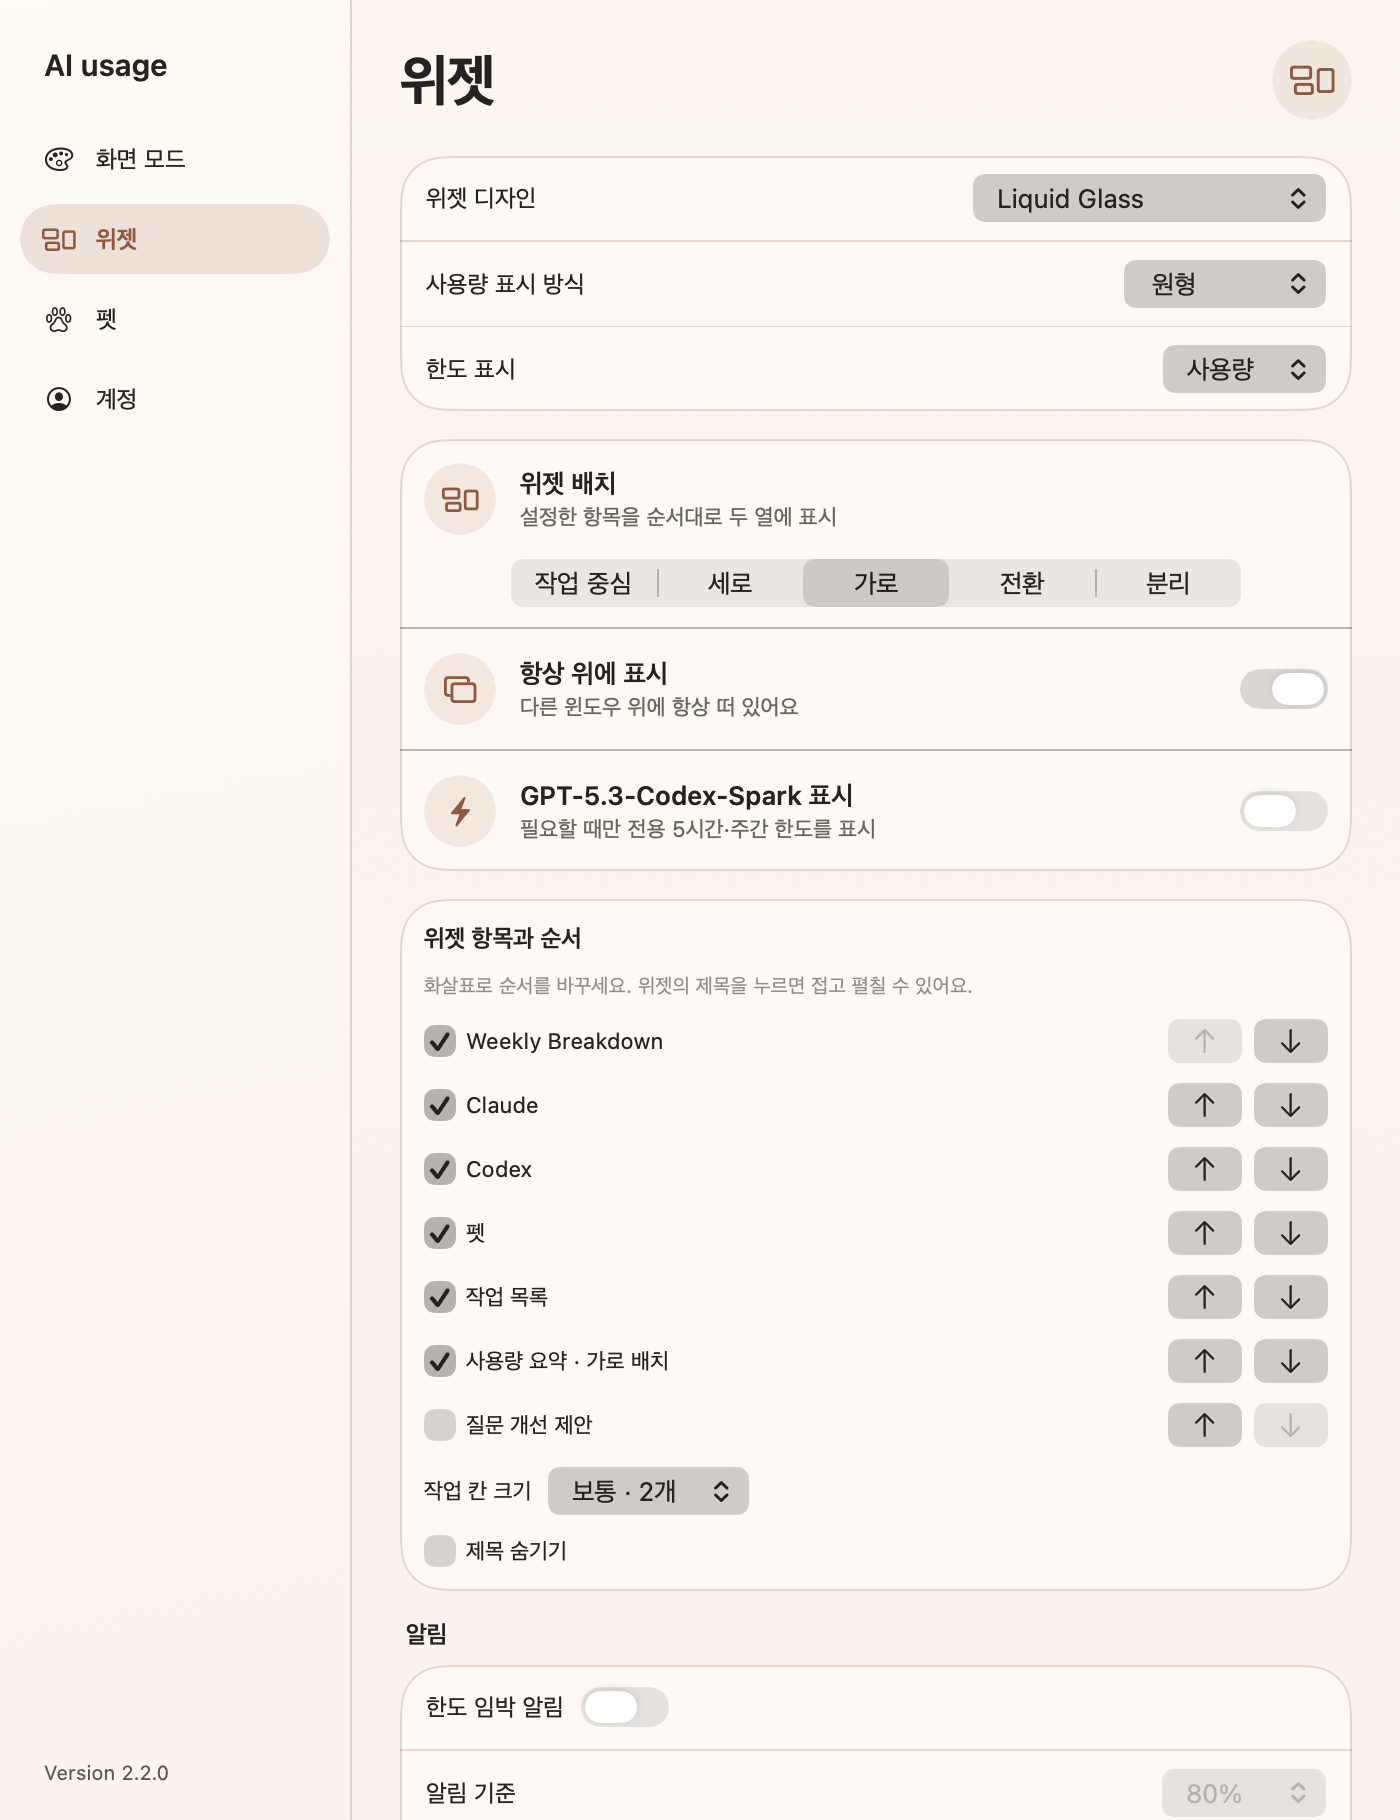 AI usage
화면 모드
위젯
펫
계정
Version 2.2.0
위젯
위젯 디자인
Liquid Glass
사용량 표시 방식
원형
한도 표시
사용량
위젯 배치
설정한 항목을 순서대로 두 열에 표시
작업 중심
세로
가로
전환
분리
항상 위에 표시
다른 윈도우 위에 항상 떠 있어요
GPT-5.3-Codex-Spark 표시
필요할 때만 전용 5시간·주간 한도를 표시
위젯 항목과 순서
화살표로 순서를 바꾸세요. 위젯의 제목을 누르면 접고 펼칠 수 있어요.
Weekly Breakdown
Claude
Codex
펫
작업 목록
사용량 요약 · 가로 배치
질문 개선 제안
작업 칸 크기
보통 · 2개
제목 숨기기
알림
한도 임박 알림
알림 기준
80%